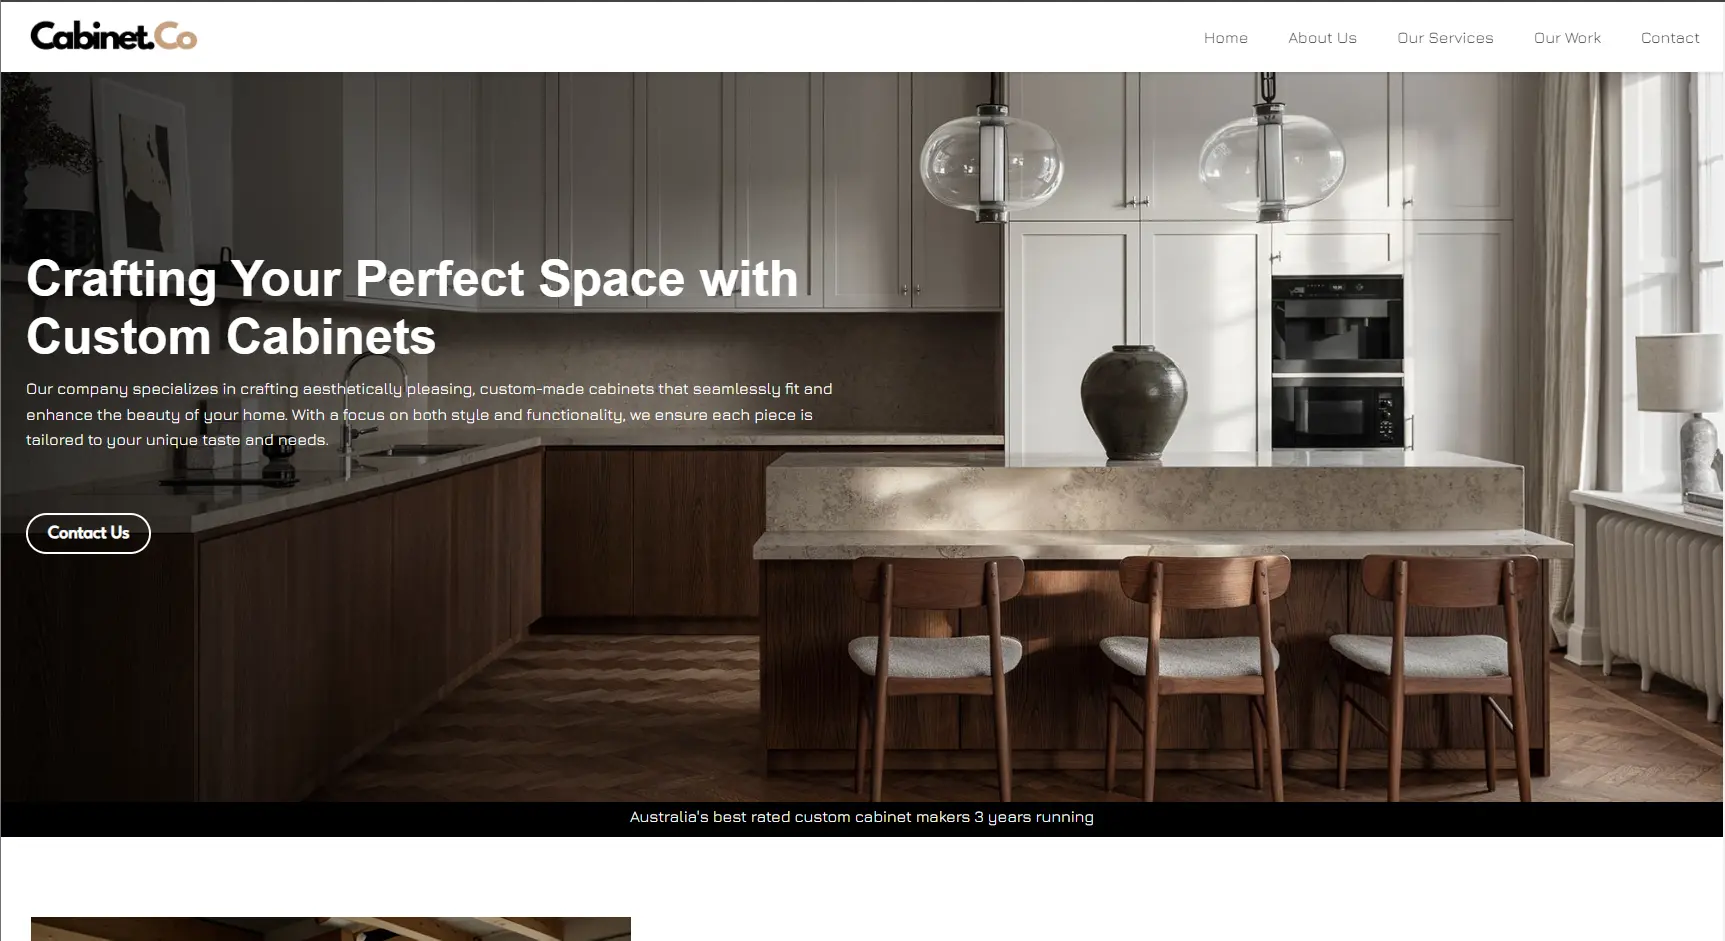 Cabinet.Co
Home About Us Our Services Our Work Contact
Crafting Your Perfect Space with
Custom Cabinets
Our company specializes in crafting aesthetically pleasing, custom-made cabinets that seamlessly fit and
enhance the beauty of your home. With a focus on both style and functionality, we ensure each piece is
tailored to your unique taste and needs.
Contact Us
Australia's best rated custom cabinet makers 3 years running